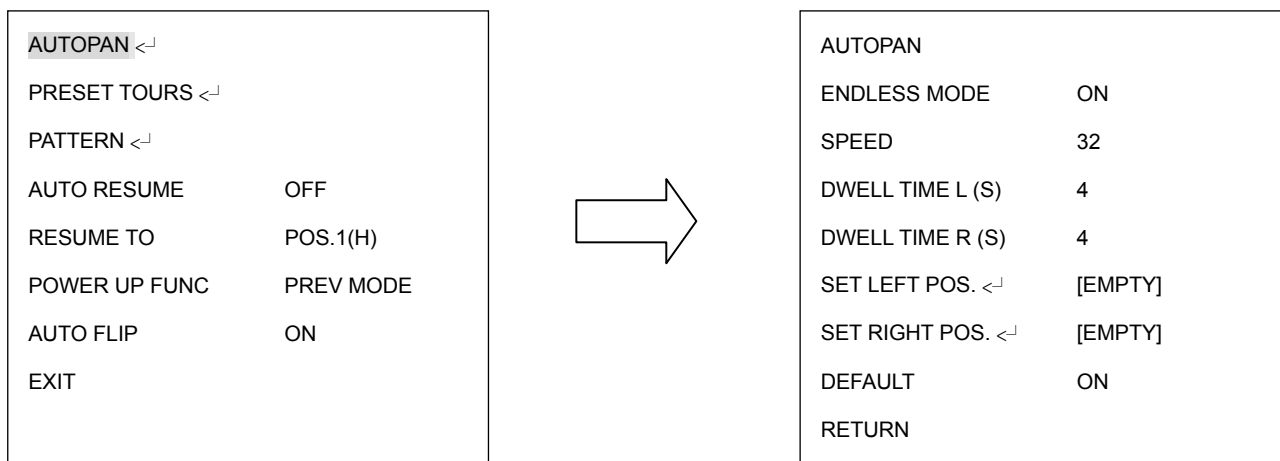 AUTOPAN <┘
PRESET TOURS <┘
PATTERN <┘
AUTO RESUME OFF
RESUME TO POS.1(H)
POWER UP FUNC PREV MODE
AUTO FLIP ON
EXIT
AUTOPAN
ENDLESS MODE ON
SPEED 32
DWELL TIME L (S) 4
DWELL TIME R (S) 4
SET LEFT POS. <┘ [EMPTY]
SET RIGHT POS. <┘ [EMPTY]
DEFAULT ON
RETURN